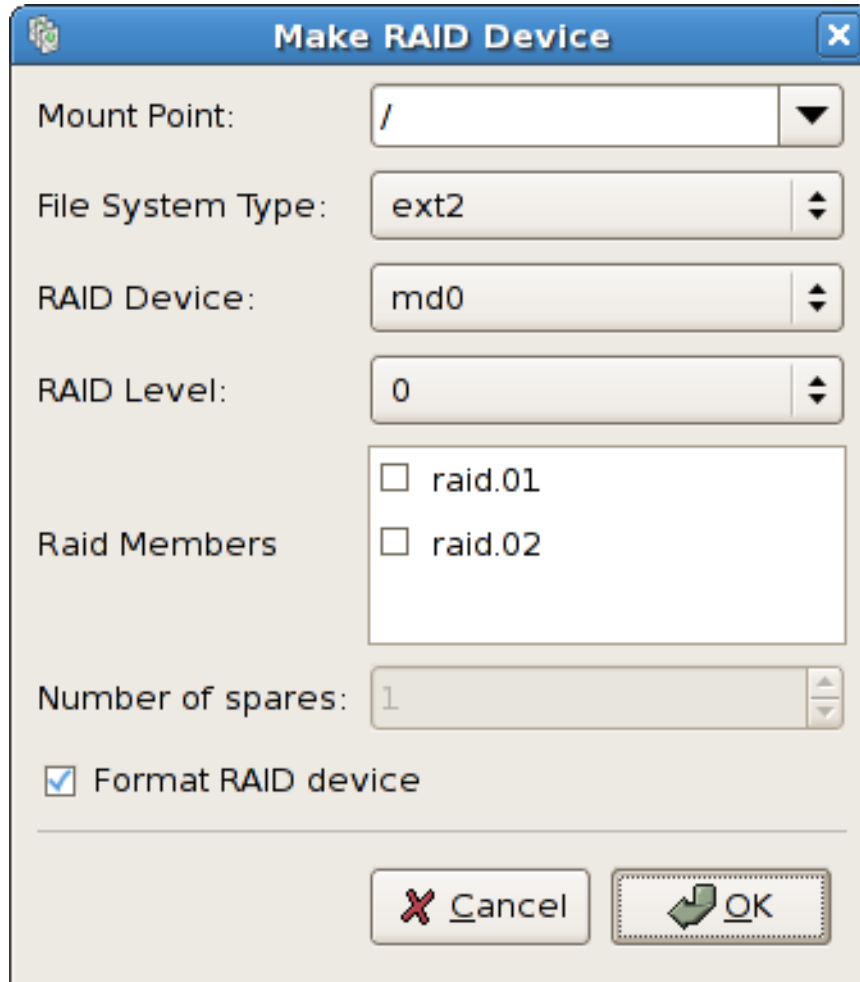 Make RAID Device
Mount Point: /
File System Type: ext2
RAID Device: md0
RAID Level: 0
raid.01
Raid Members
raid.02
Number of spares: 1
Format RAID device
Cancel OK